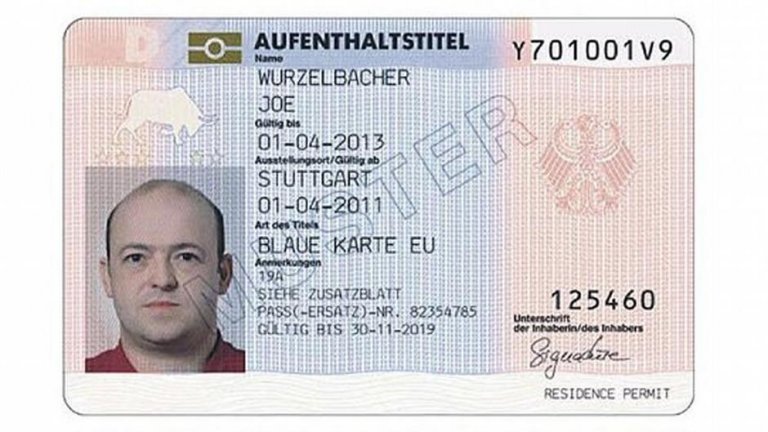 D
AUFENTHALTSTITEL
Y701001V9
Name
WURZELBACHER
JOE
Gültig bis
01-04-2013
Ausstellungsort/Gültig ab
STUTTGART
01-04-2011
Art des Titels
BLAUE KARTE EU
Anmerkungen
19A
SIEHE ZUSATZBLATT
PASS(-ERSATZ)-NR. 82354785
GÜLTIG BIS 30-11-2019
MUSTER
125460
Unterschrift
der Inhaberin/des Inhabers
Signature
RESIDENCE PERMIT